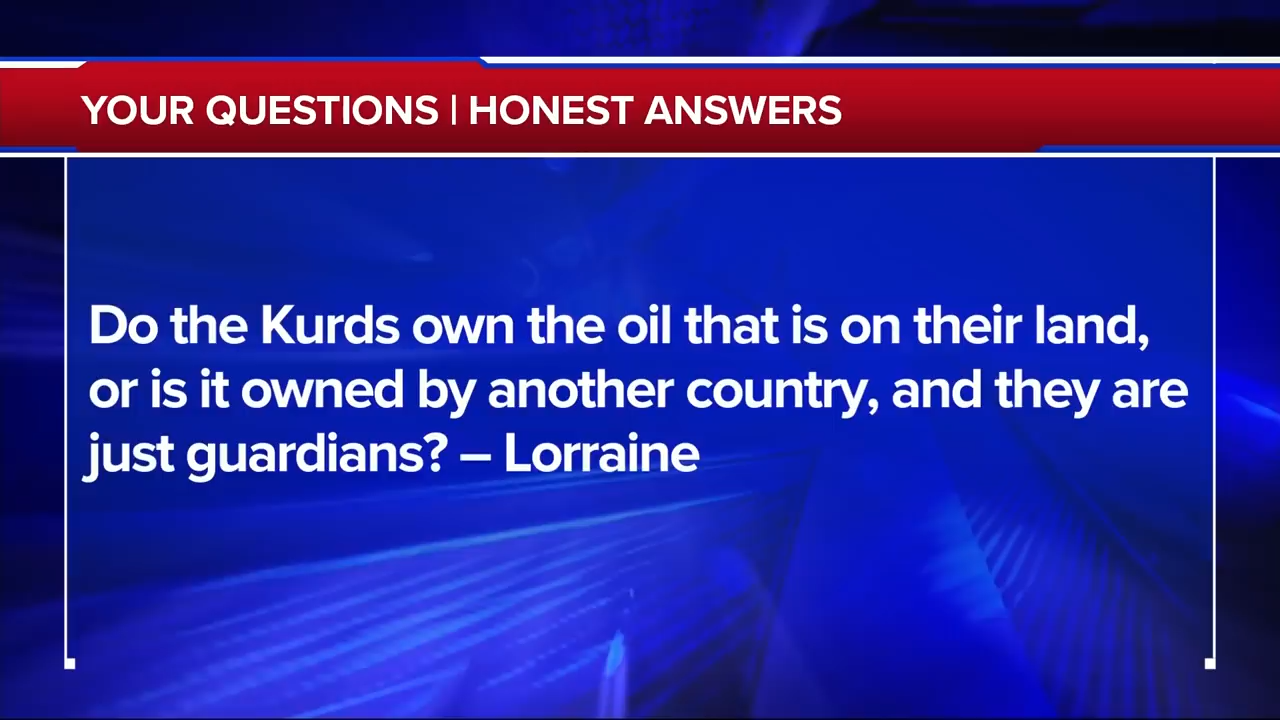 YOUR QUESTIONS | HONEST ANSWERS
Do the Kurds own the oil that is on their land,
or is it owned by another country, and they are
just guardians? – Lorraine